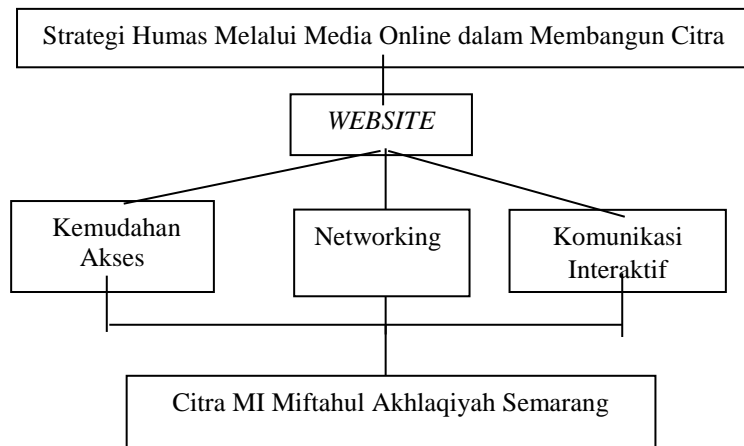 Strategi Humas Melalui Media Online dalam Membangun Citra
WEBSITE
Kemudahan
Akses
Networking
Komunikasi
Interaktif
Citra MI Miftahul Akhlaqiyah Semarang